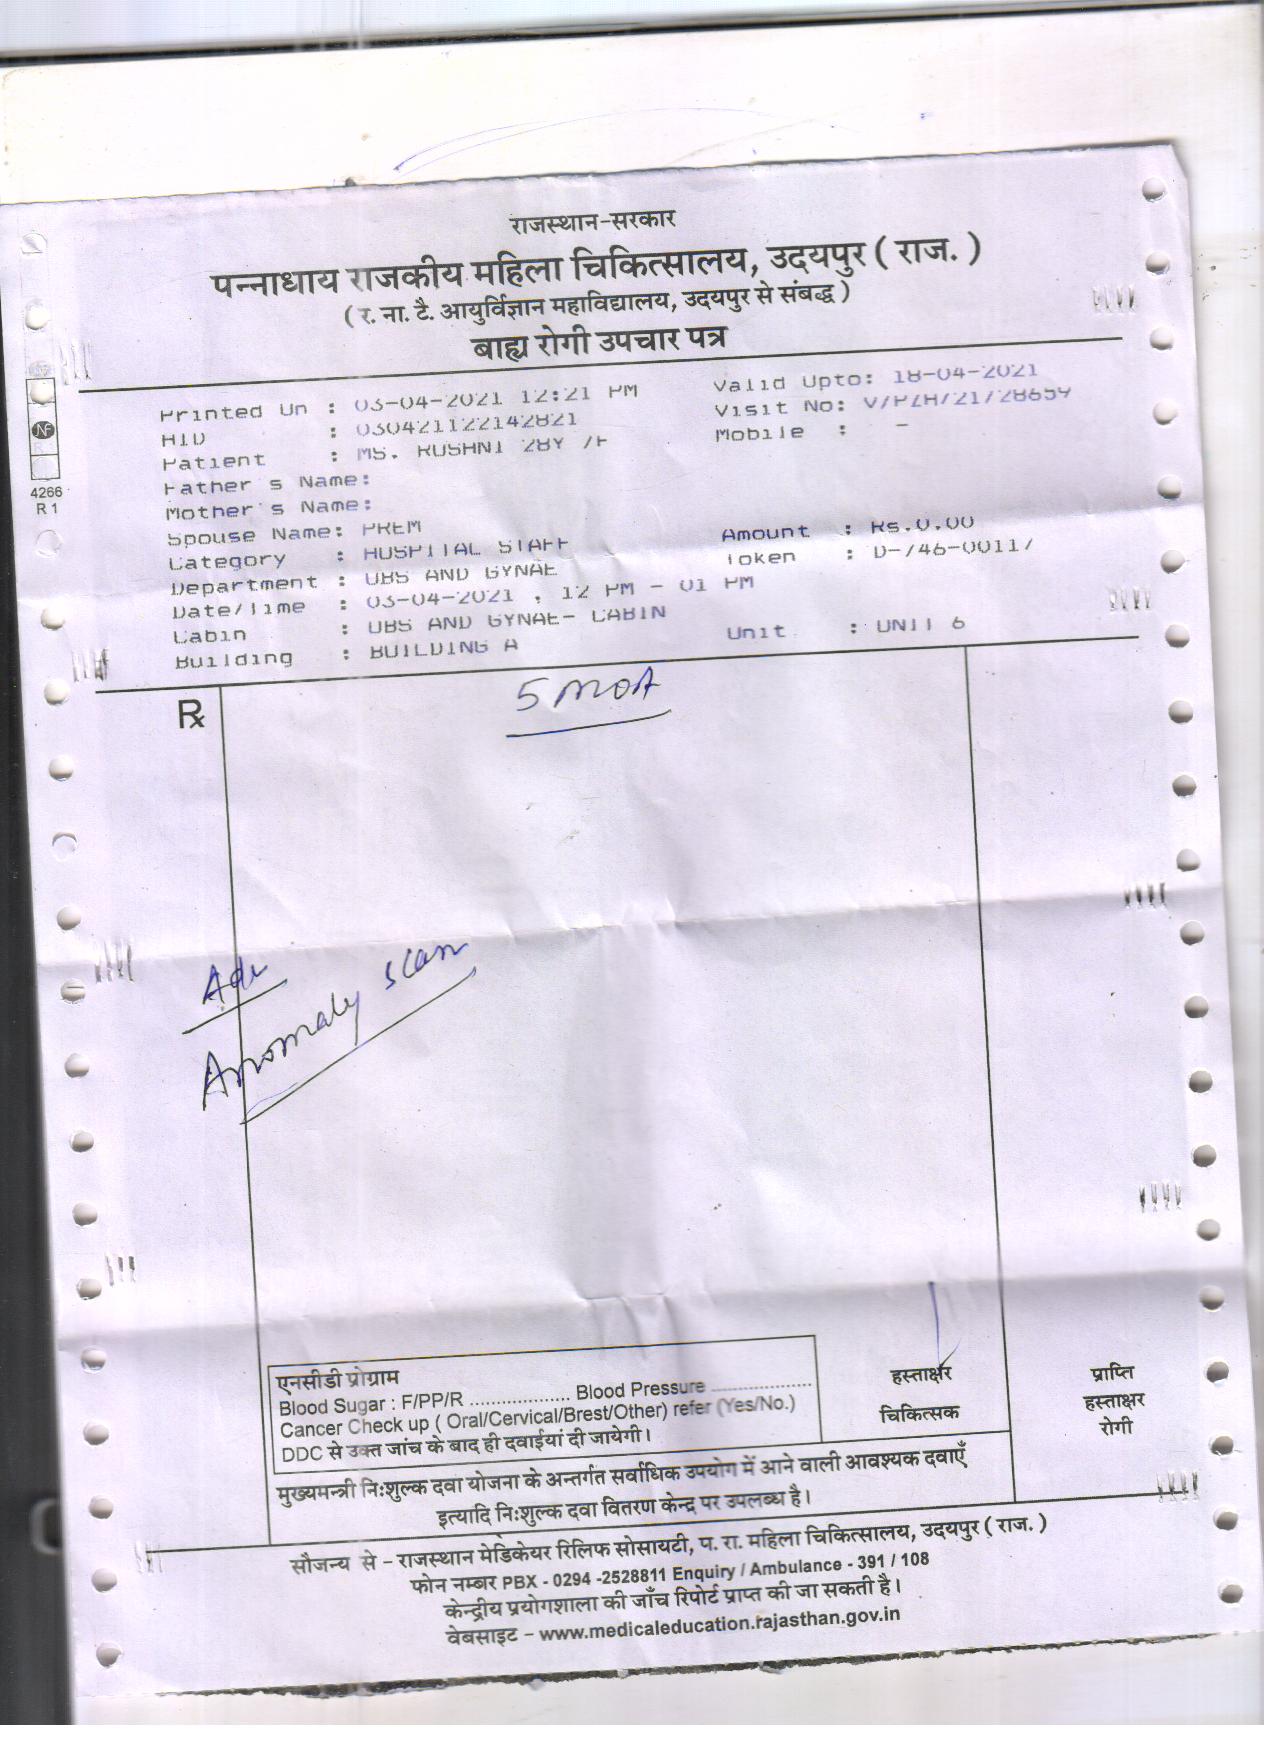 राजस्थान-सरकार
पन्नाधाय राजकीय महिला चिकित्सालय, उदयपुर ( राज. )
( र. ना. टै. आयुर्विज्ञान महाविद्यालय, उदयपुर से संबद्ध )
बाह्य रोगी उपचार पत्र
Printed On : 03-04-2021 12:21 PM Valid Upto: 18-04-2021
HID : 030421122142821 Visit No: V/PZH/21/28659
Patient : MS. ROSHNI 28Y /F Mobile : -
Father's Name:
Mother's Name:
Spouse Name: PREM
Category : HOSPITAL STAFF Amount : Rs.0.00
Department : OBS AND GYNAE Token : D-746-00117
Date/Time : 03-04-2021 , 12 PM - 01 PM
Cabin : OBS AND GYNAE- CABIN
Building : BUILDING A Unit : UNIT 6
4266
R 1
Rx
5 MOA
Adv
Anomaly scan
एनसीडी प्रोग्राम
Blood Sugar : F/PP/R ................... Blood Pressure ...................
Cancer Check up ( Oral/Cervical/Brest/Other) refer (Yes/No.)
DDC से उक्त जांच के बाद ही दवाईयां दी जायेगी।
हस्ताक्षर
चिकित्सक
प्राप्ति
हस्ताक्षर
रोगी
मुख्यमन्त्री निःशुल्क दवा योजना के अन्तर्गत सर्वाधिक उपयोग में आने वाली आवश्यक दवाएँ
इत्यादि निःशुल्क दवा वितरण केन्द्र पर उपलब्ध है।
सौजन्य से – राजस्थान मेडिकेयर रिलिफ सोसायटी, प. रा. महिला चिकित्सालय, उदयपुर ( राज. )
फोन नम्बर PBX - 0294 -2528811 Enquiry / Ambulance - 391 / 108
केन्द्रीय प्रयोगशाला की जाँच रिपोर्ट प्राप्त की जा सकती है।
वेबसाइट – www.medicaleducation.rajasthan.gov.in